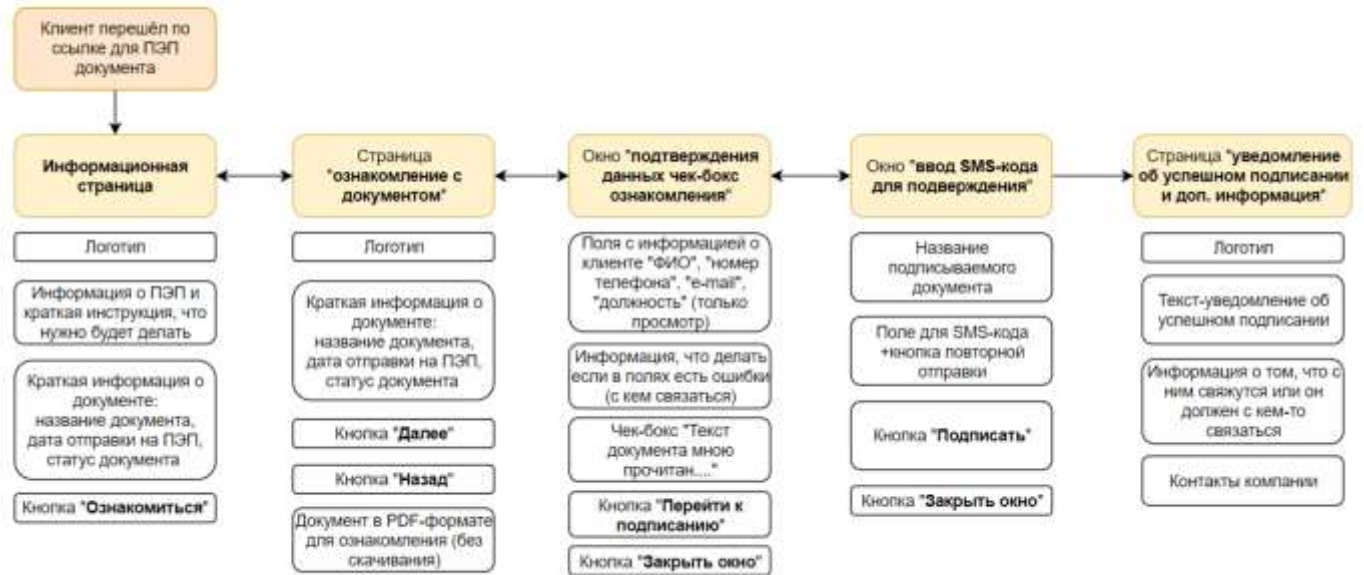 Клиент перешёл по
ссылке для ПЭП
документа
Информационная
страница
Логотип
Информация о ПЭП и
краткая инструкция, что
нужно будет делать
Краткая информация о
документе:
название документа,
дата отправки на ПЭП,
статус документа
Кнопка "Ознакомиться"
Страница
"ознакомление с
документом"
Логотип
Краткая информация о
документе:
название документа,
дата отправки на ПЭП,
статус документа
Кнопка "Далее"
Кнопка "Назад"
Документ в PDF-формате
для ознакомления (без
скачивания)
Окно "подтверждения
данных чек-бокс
ознакомления"
Поля с информацией о
клиенте "ФИО", "номер
телефона", "e-mail",
"должность" (только
просмотр)
Информация, что делать
если в полях есть ошибки
(с кем связаться)
Чек-бокс "Текст
документа мною
прочитан...."
Кнопка "Перейти к
подписанию"
Кнопка "Закрыть окно"
Окно "ввод SMS-кода
для подверждения"
Название
подписываемого
документа
Поле для SMS-кода
+кнопка повторной
отправки
Кнопка "Подписать"
Кнопка "Закрыть окно"
Страница "уведомление
об успешном подписании
и доп. информация"
Логотип
Текст-уведомление об
успешном подписании
Информация о том, что с
ним свяжутся или он
должен с кем-то
связаться
Контакты компании